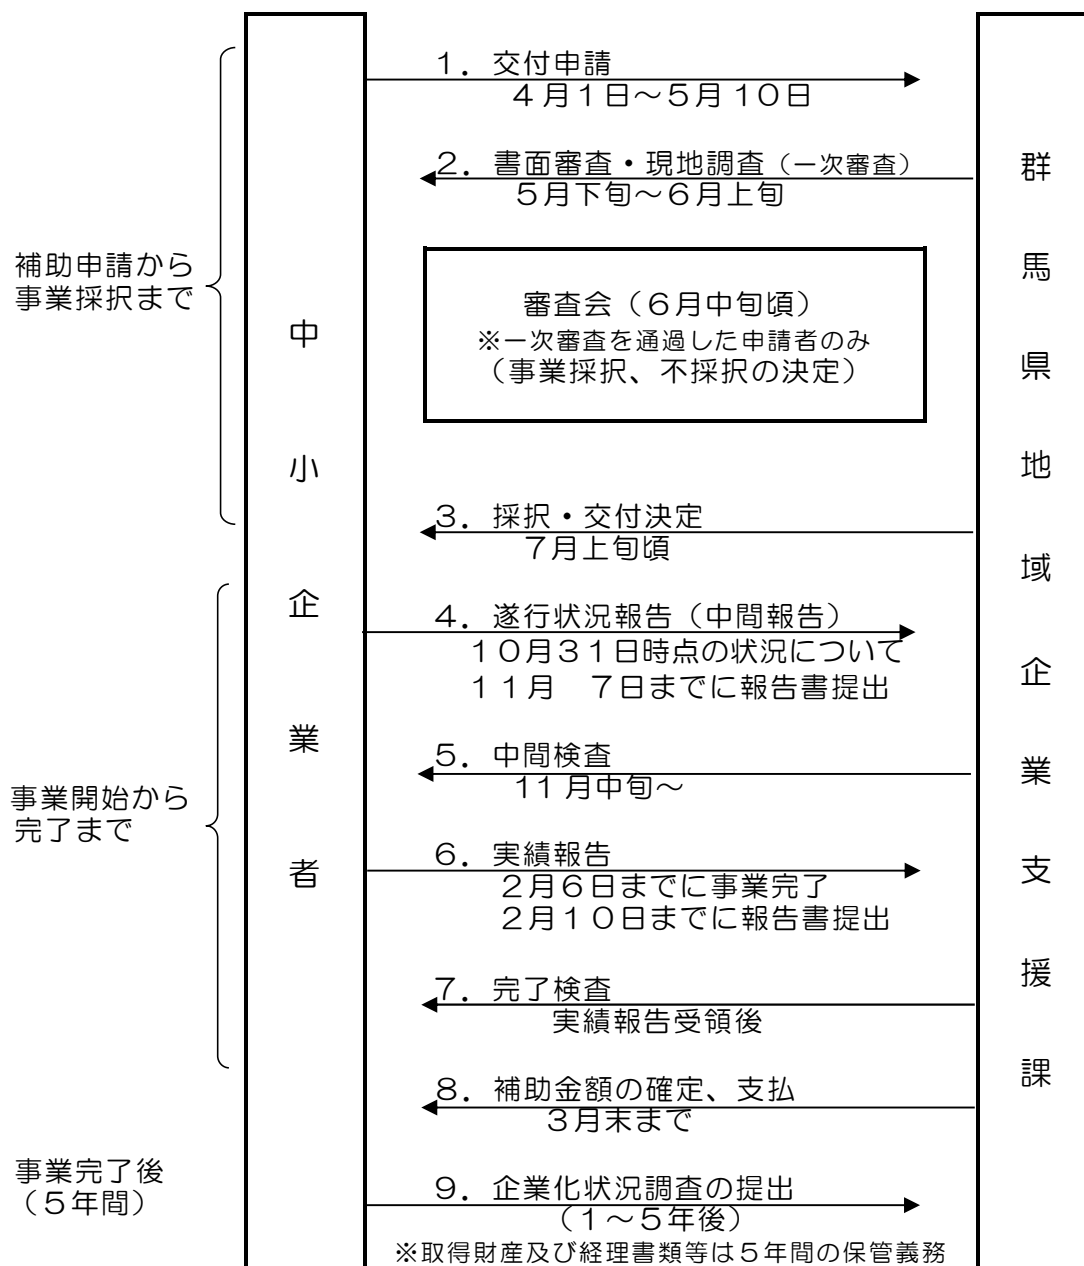 １．交付申請
４月１日～５月１０日
２．書面審査・現地調査（一次審査）
５月下旬～６月上旬
補助申請から
事業採択まで
審査会（６月中旬頃）
※一次審査を通過した申請者のみ
（事業採択、不採択の決定）
３．採択・交付決定
７月上旬頃
中小企業者
群馬県地域企業支援課
４．遂行状況報告（中間報告）
１０月３１日時点の状況について
１１月　７日までに報告書提出
５．中間検査
11月中旬～
事業開始から
完了まで
６．実績報告
２月６日までに事業完了
２月１０日までに報告書提出
７．完了検査
実績報告受領後
８．補助金額の確定、支払
３月末まで
事業完了後
（５年間）
９．企業化状況調査の提出
（１～５年後）
※取得財産及び経理書類等は５年間の保管義務